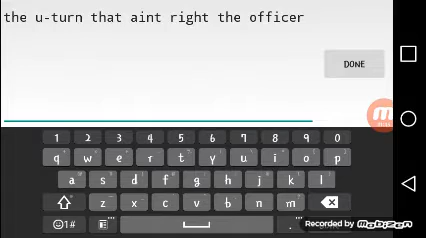 the u-turn that aint right the officer
DONE
1 2 3 4 5 6 7 8 9 0
q w e r t y u i o p
a s d f g h j k l
z x c v b n m
1# .
Recorded by mobizen